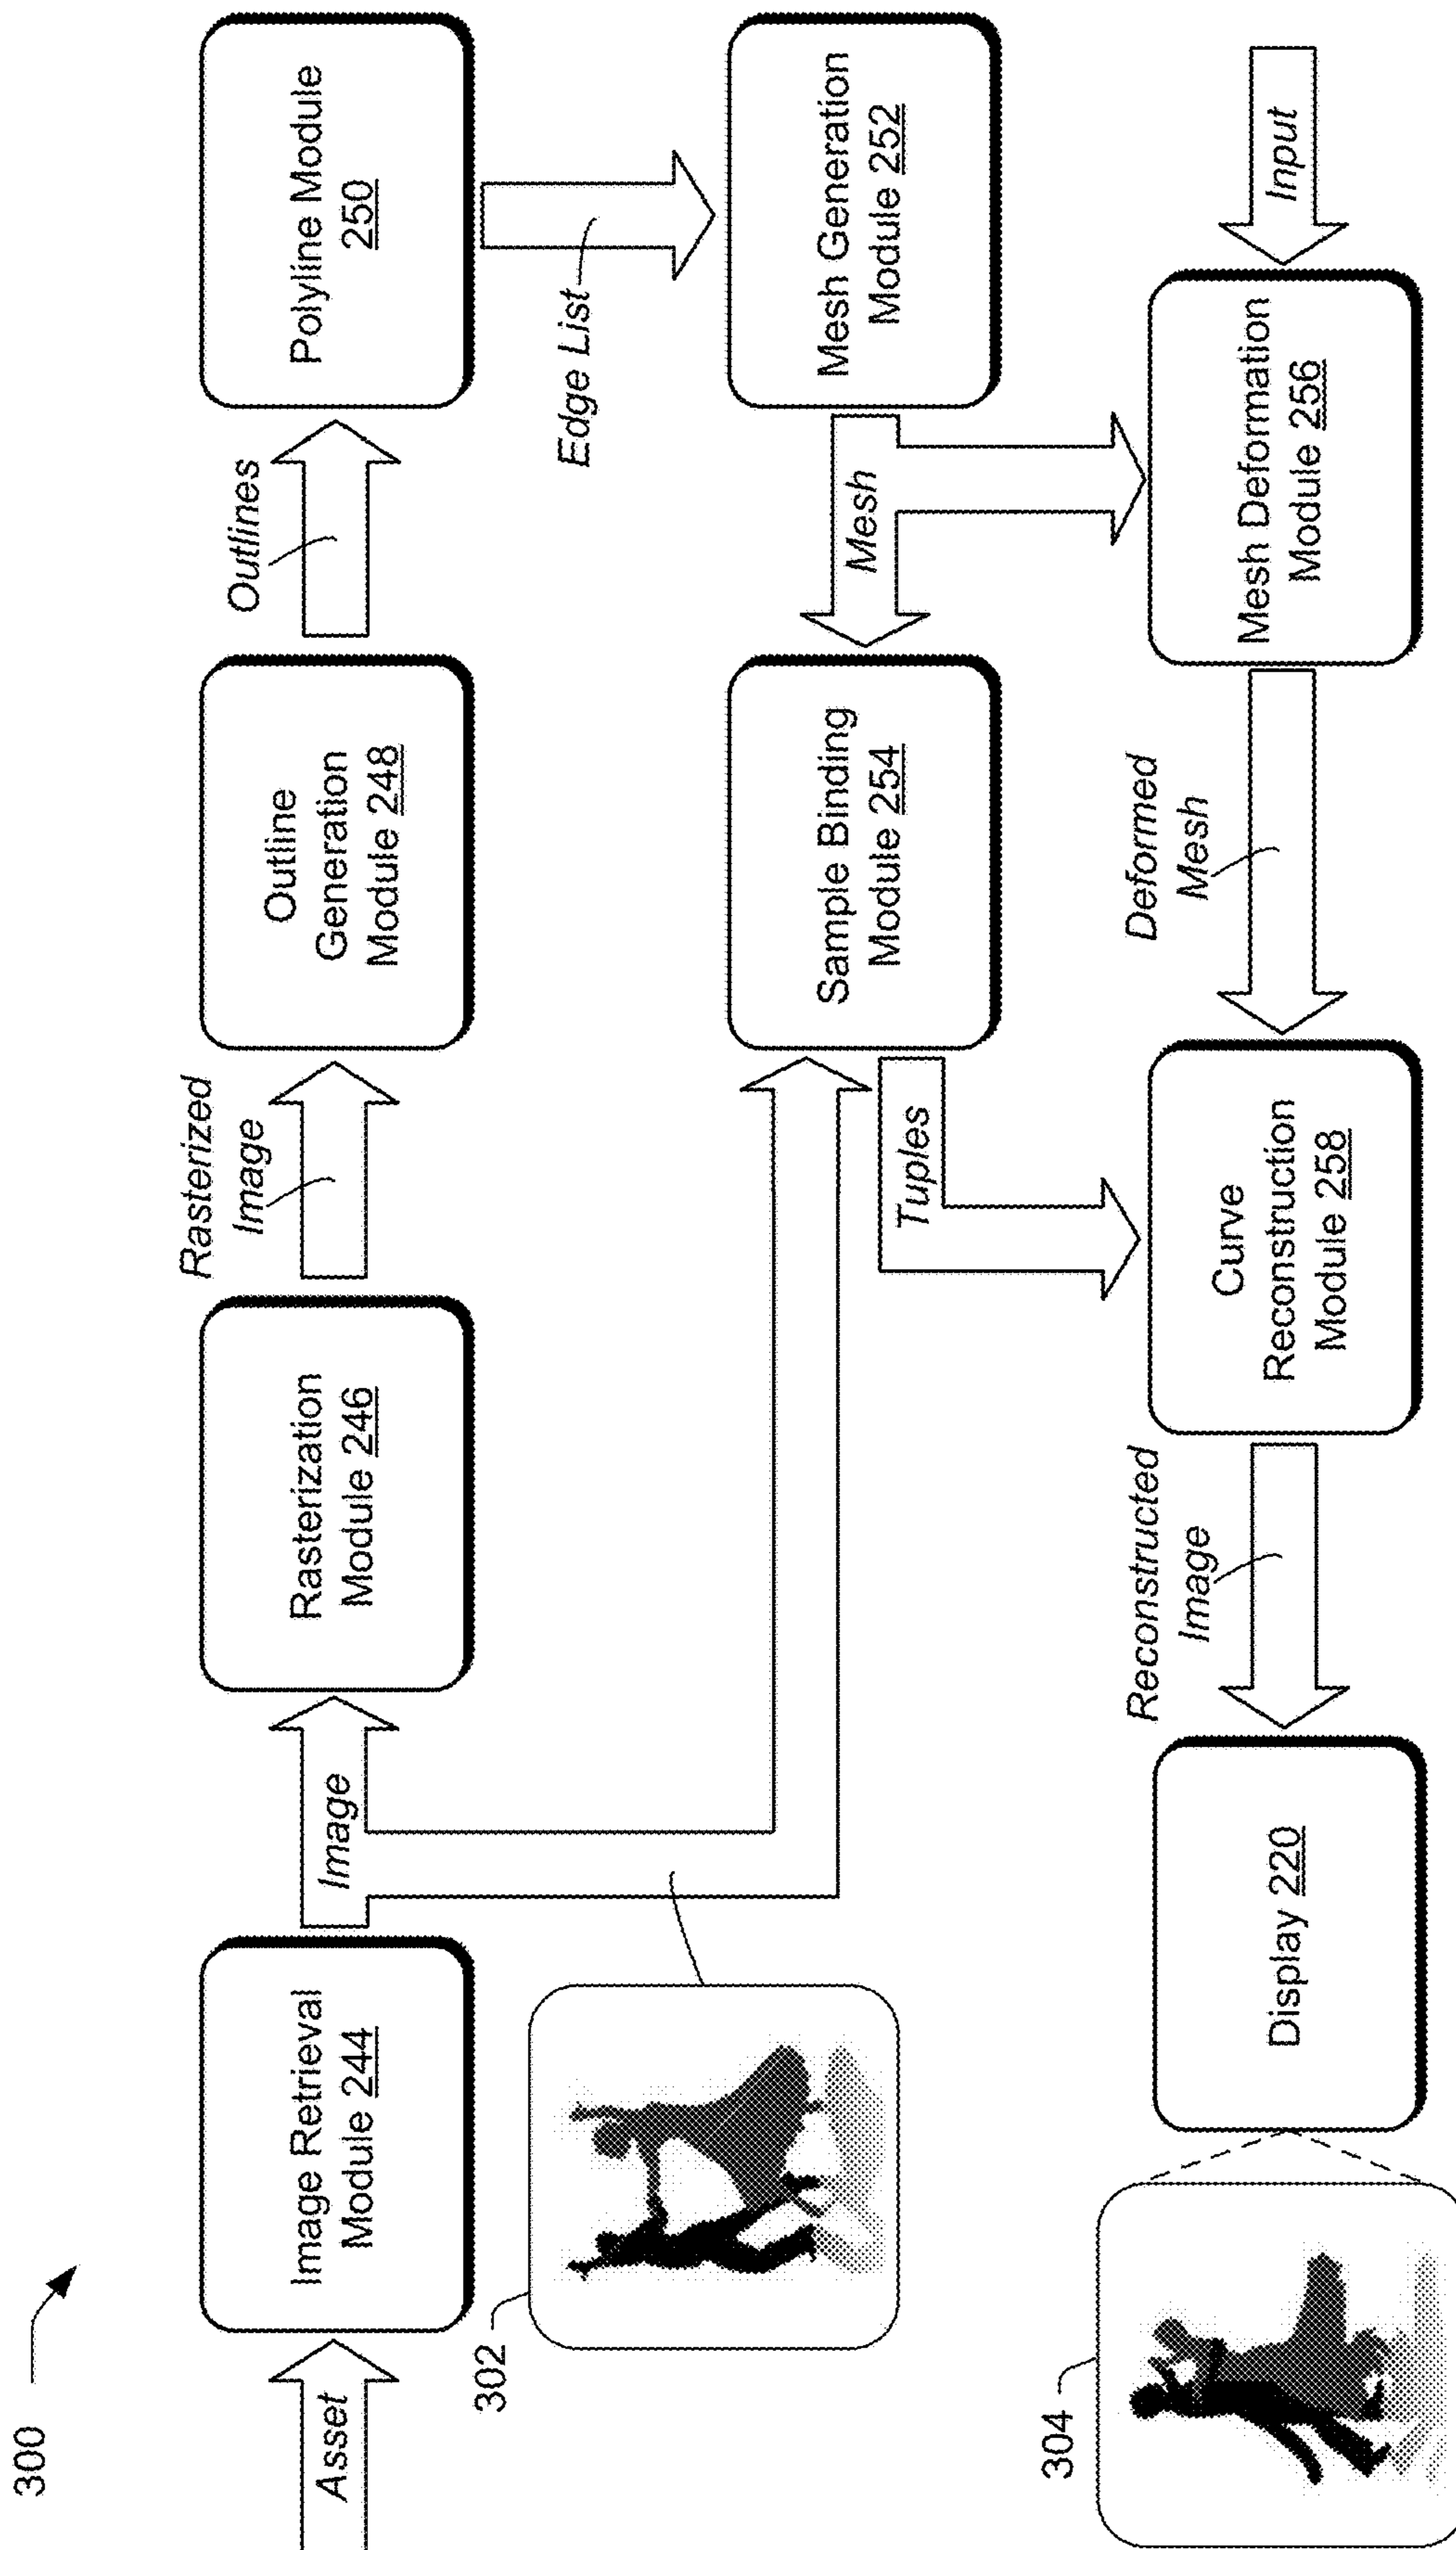 300
Asset
Image Retrieval
Module 244
Image
Rasterization
Module 246
Rasterized
Image
Outline
Generation
Module 248
Outlines
Polyline Module
250
302
Edge List
Sample Binding
Module 254
Mesh
Mesh Generation
Module 252
Tuples
304
Display 220
Reconstructed
Image
Curve
Reconstruction
Module 258
Deformed
Mesh
Mesh Deformation
Module 256
Input